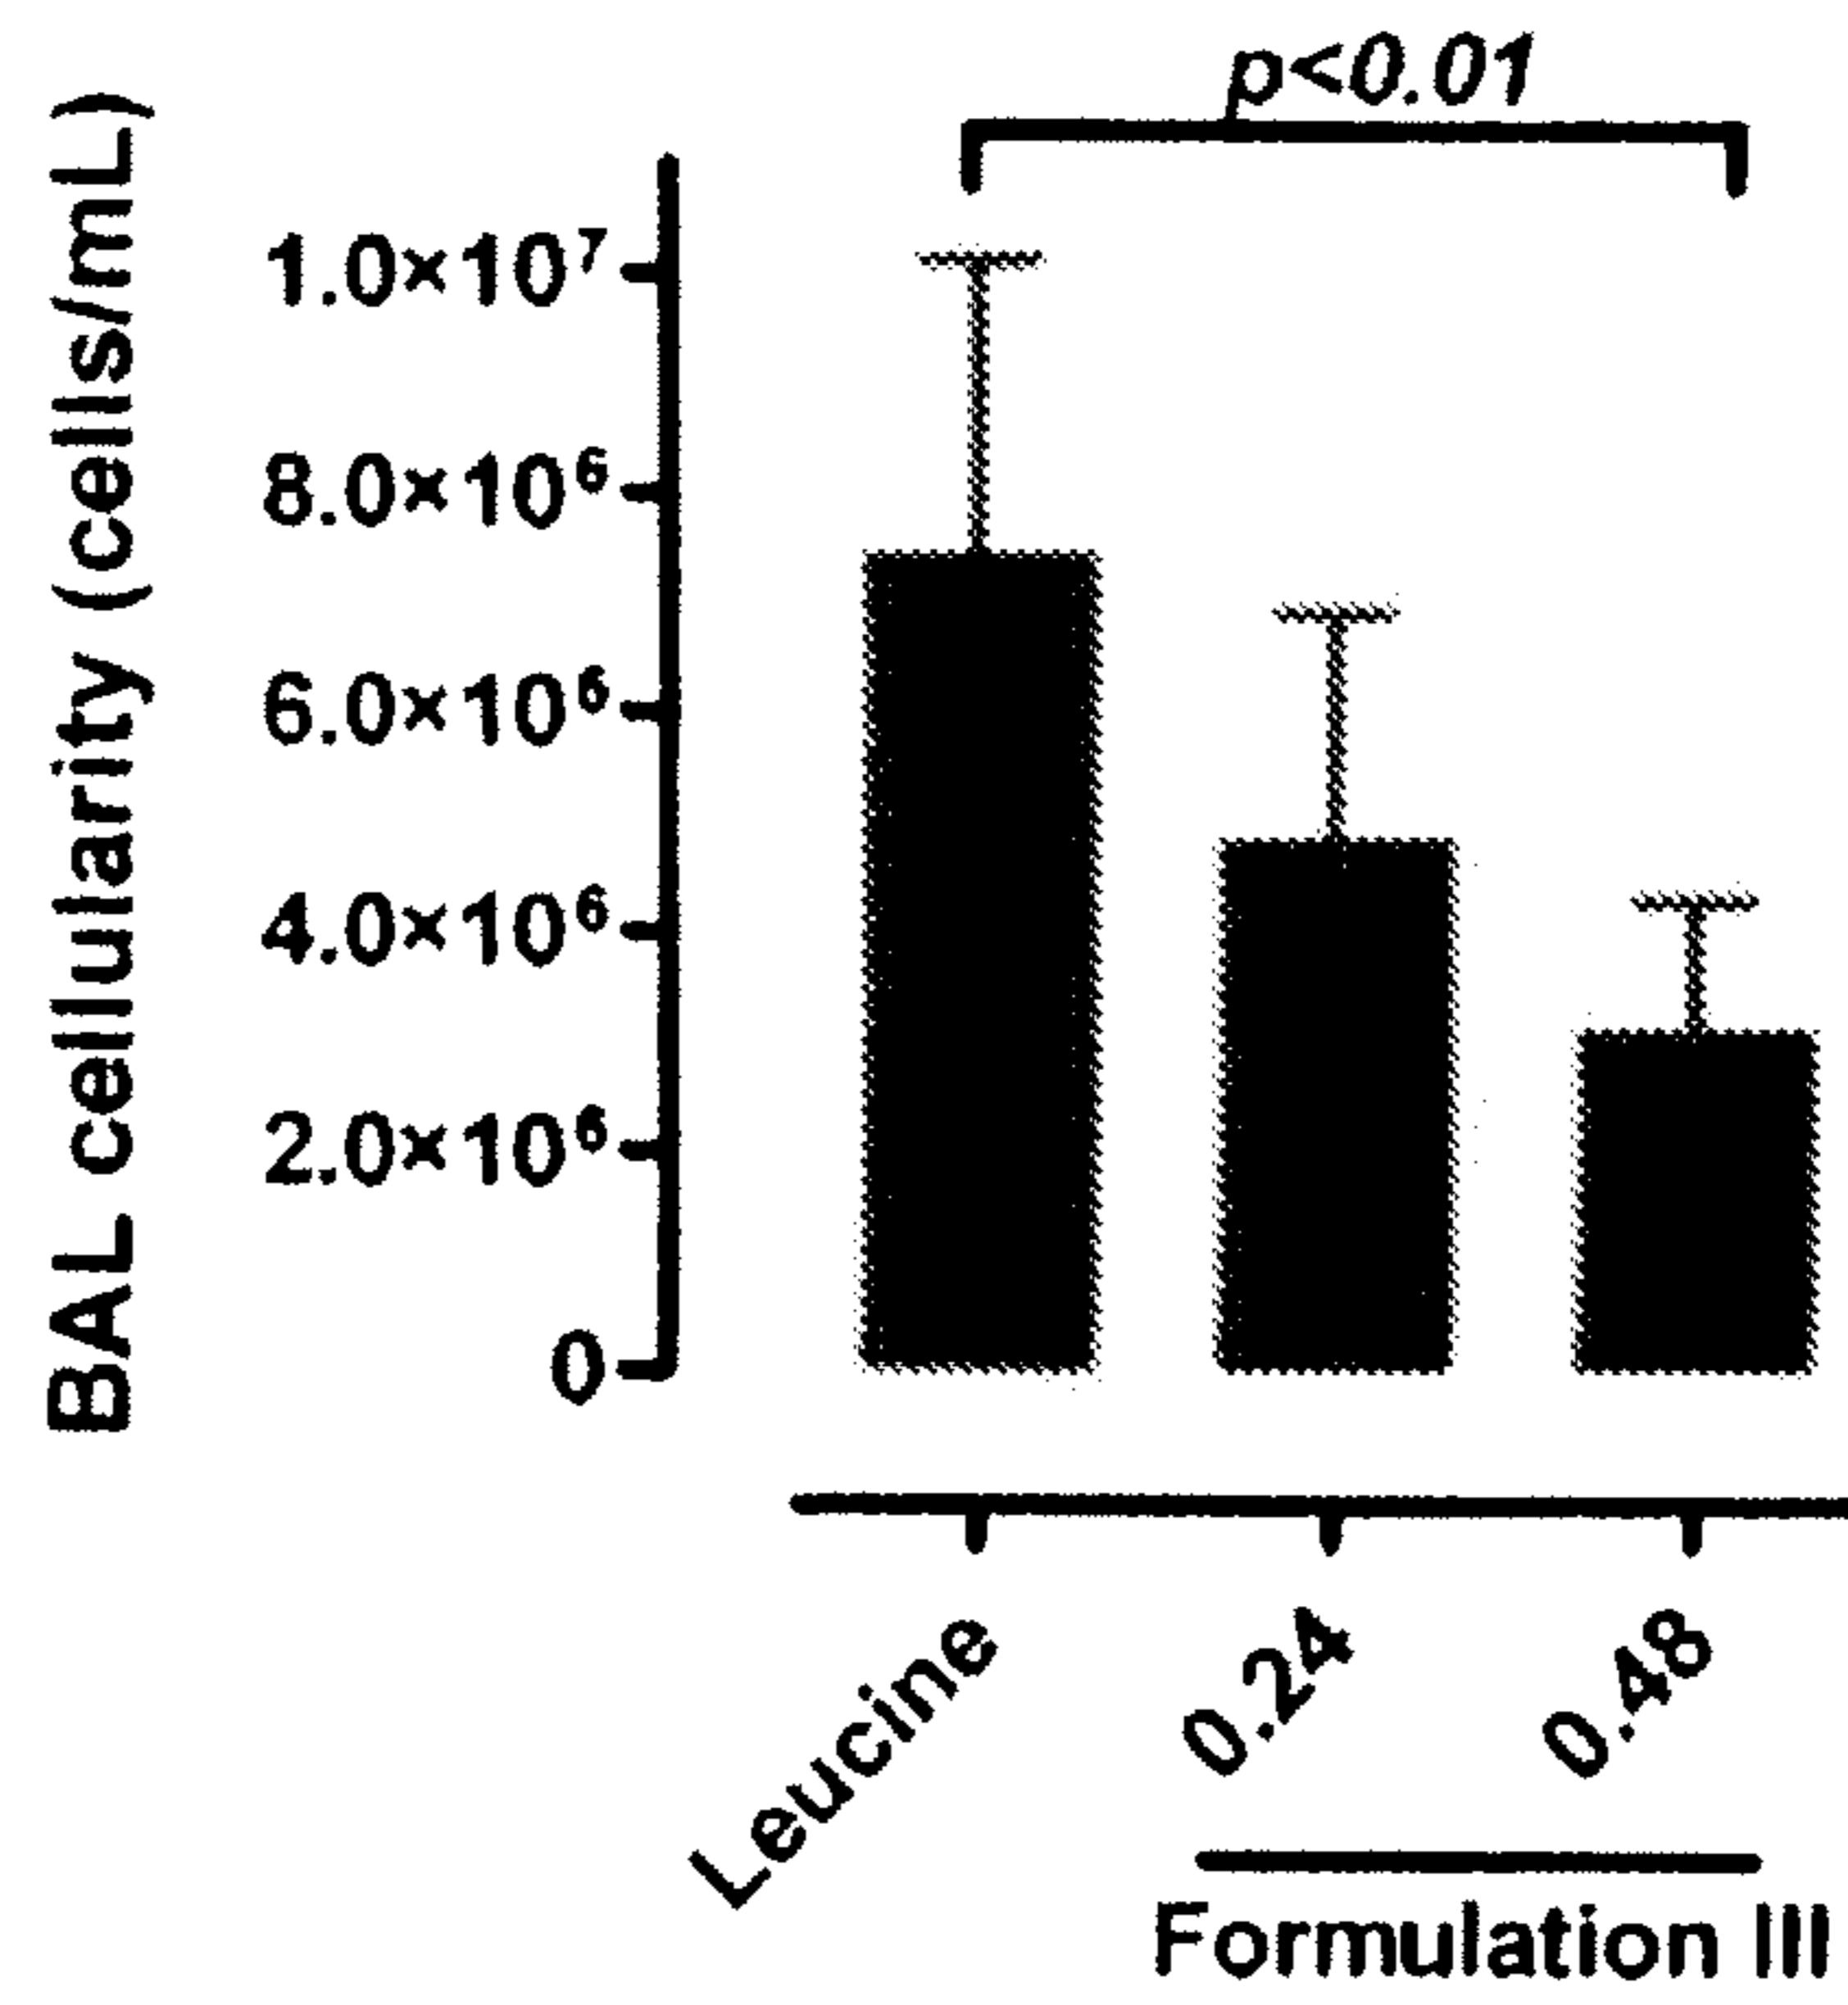 p<0.01
BAL cellularity (cells/mL)
1.0×10⁷
8.0×10⁶
6.0×10⁶
4.0×10⁶
2.0×10⁶
0
Leucine
0.24
0.48
Formulation III